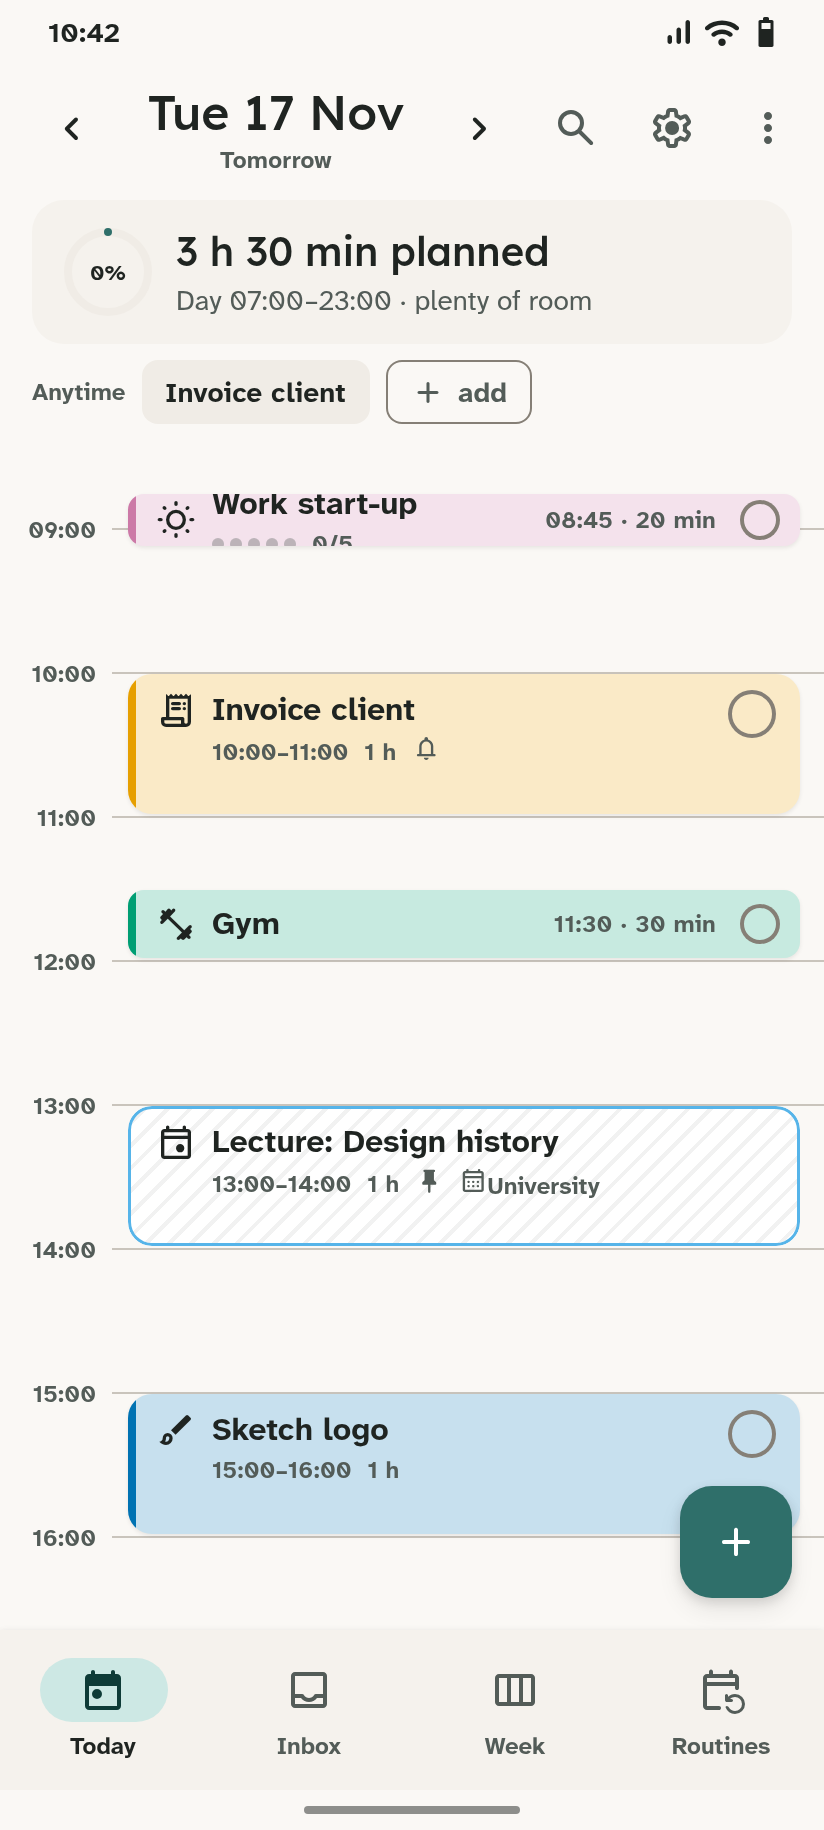 10:42
Tue 17 Nov
Tomorrow
0%
3 h 30 min planned
Day 07:00–23:00 · plenty of room
Anytime
Invoice client
add
Work start-up
08:45 · 20 min
0/5
09:00
10:00
Invoice client
10:00–11:00 1 h
11:00
Gym
11:30 · 30 min
12:00
13:00
Lecture: Design history
13:00–14:00 1 h University
14:00
15:00
Sketch logo
15:00–16:00 1 h
16:00
Today
Inbox
Week
Routines